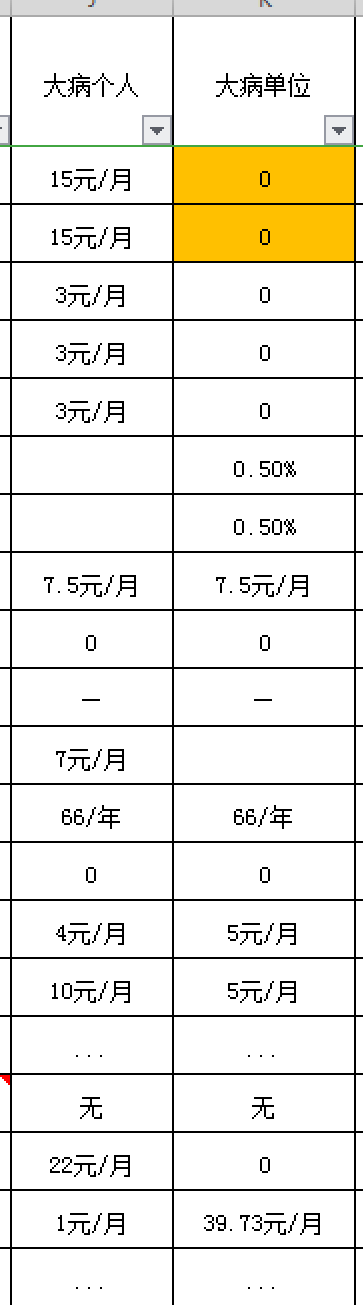 大病个人 大病单位
15元/月 0
15元/月 0
3元/月 0
3元/月 0
3元/月 0
0.50%
0.50%
7.5元/月 7.5元/月
0 0
— —
7元/月
66/年 66/年
0 0
4元/月 5元/月
10元/月 5元/月
... ...
无 无
22元/月 0
1元/月 39.73元/月
... ...